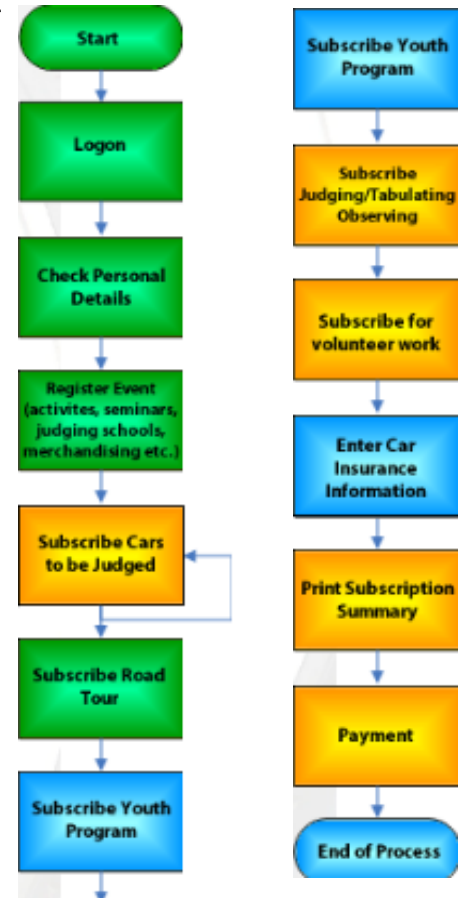 Start
Logon
Check Personal
Details
Register Event
(activites, seminars,
judging schools,
merchandising etc.)
Subscribe Cars
to be Judged
Subscribe Road
Tour
Subscribe Youth
Program
Subscribe Youth
Program
Subscribe
Judging/Tabulating
Observing
Subscribe for
volunteer work
Enter Car
Insurance
Information
Print Subscription
Summary
Payment
End of Process